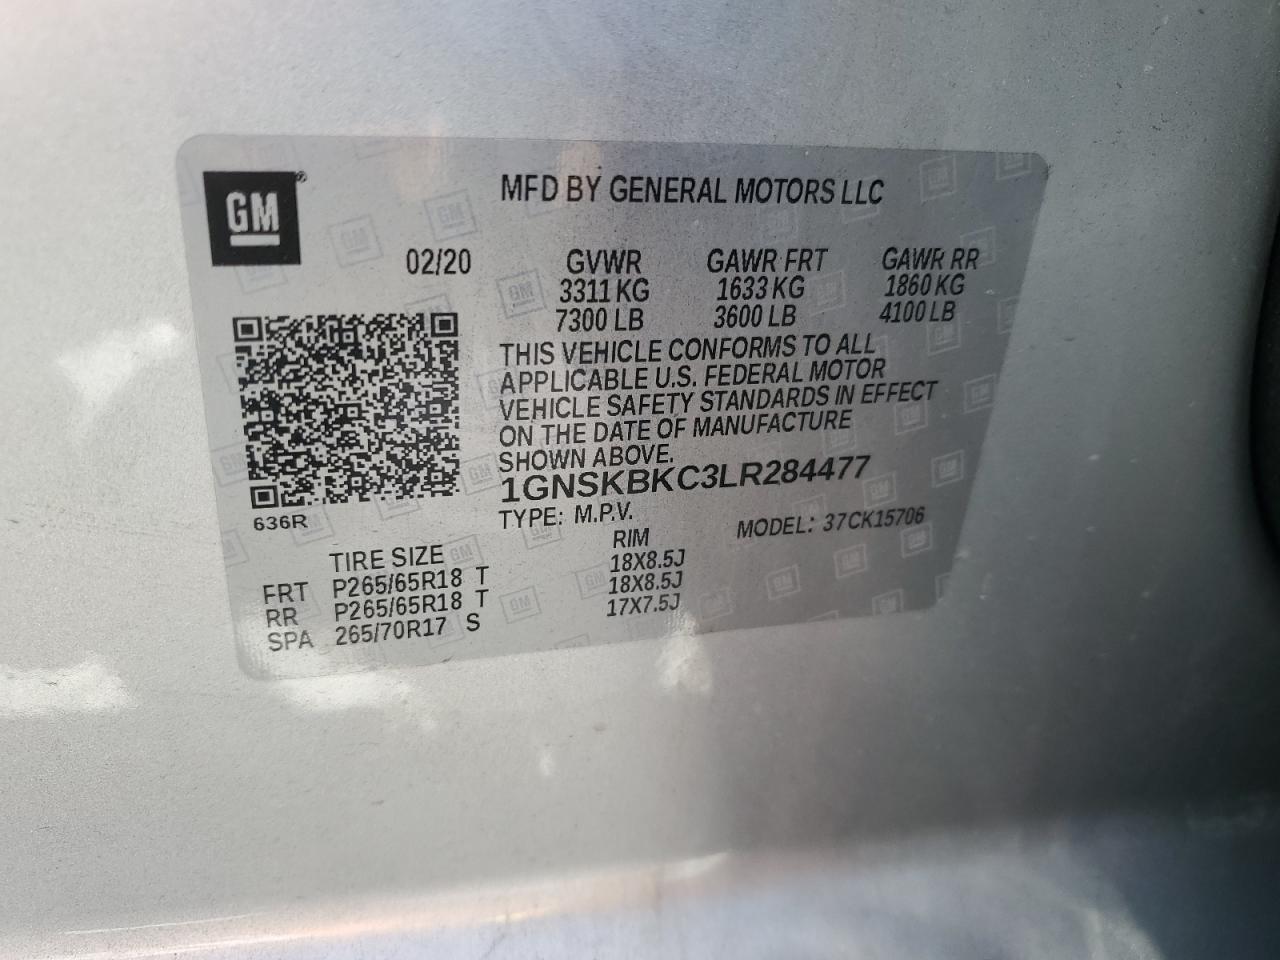 GM®
MFD BY GENERAL MOTORS LLC
02/20 GVWR GAWR FRT GAWR RR
3311 KG 1633 KG 1860 KG
7300 LB 3600 LB 4100 LB
THIS VEHICLE CONFORMS TO ALL
APPLICABLE U.S. FEDERAL MOTOR
VEHICLE SAFETY STANDARDS IN EFFECT
ON THE DATE OF MANUFACTURE
SHOWN ABOVE.
1GNSKBKC3LR284477
636R
TYPE: M.P.V. MODEL: 37CK15706
TIRE SIZE RIM
FRT P265/65R18 T 18X8.5J
RR P265/65R18 T 18X8.5J
SPA 265/70R17 S 17X7.5J